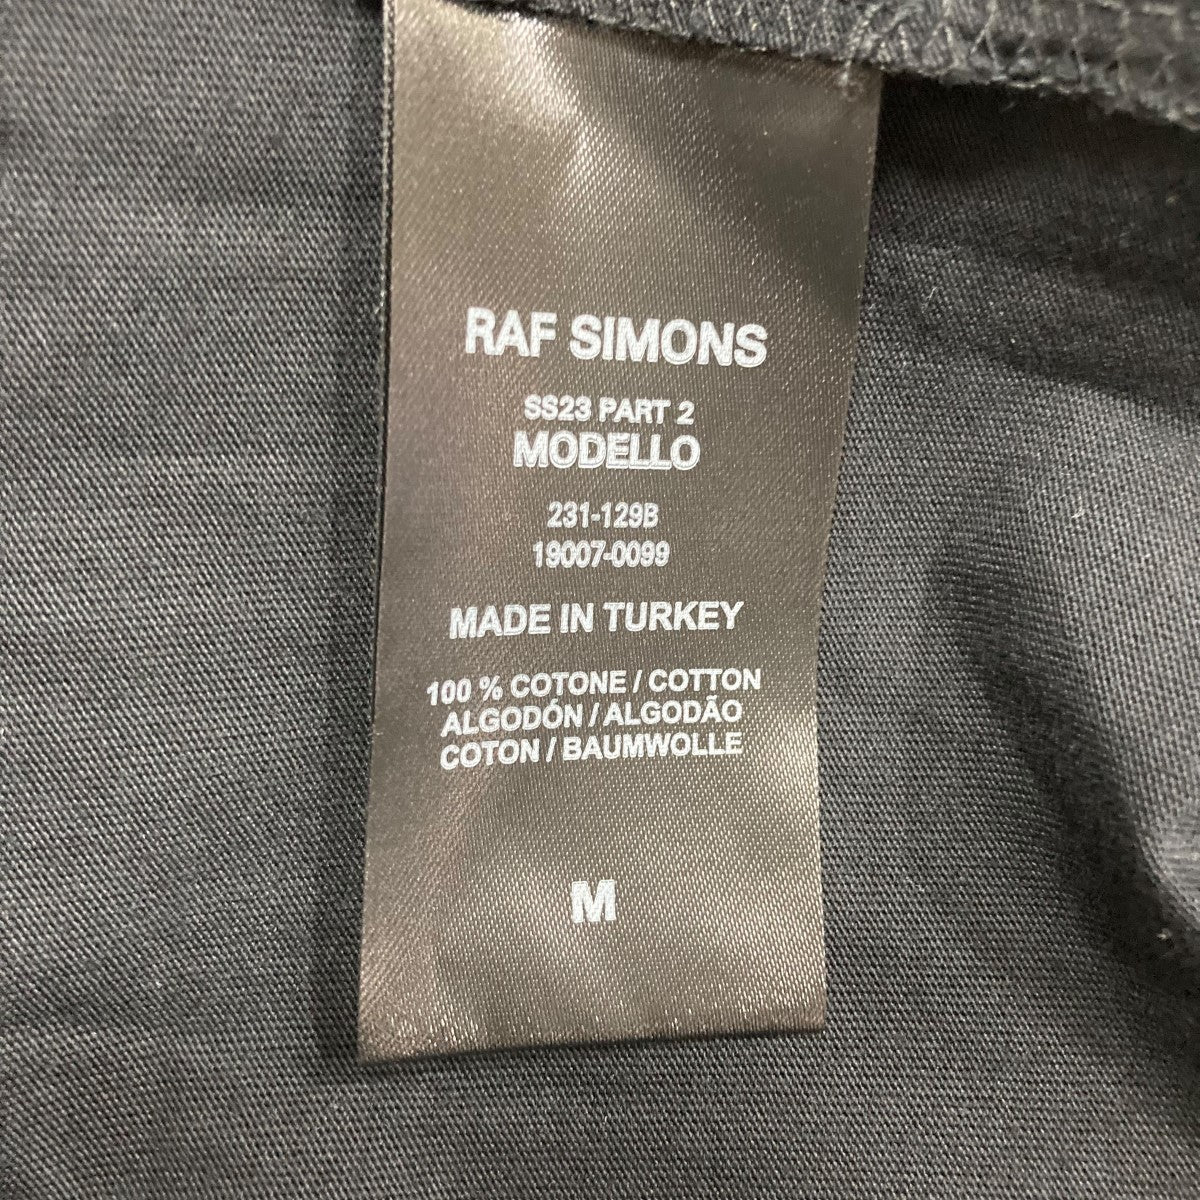 RAF SIMONS
SS23 PART 2
MODELLO
231-129B
19007-0099
MADE IN TURKEY
100 % COTONE / COTTON
ALGODÓN / ALGODÃO
COTON / BAUMWOLLE
M